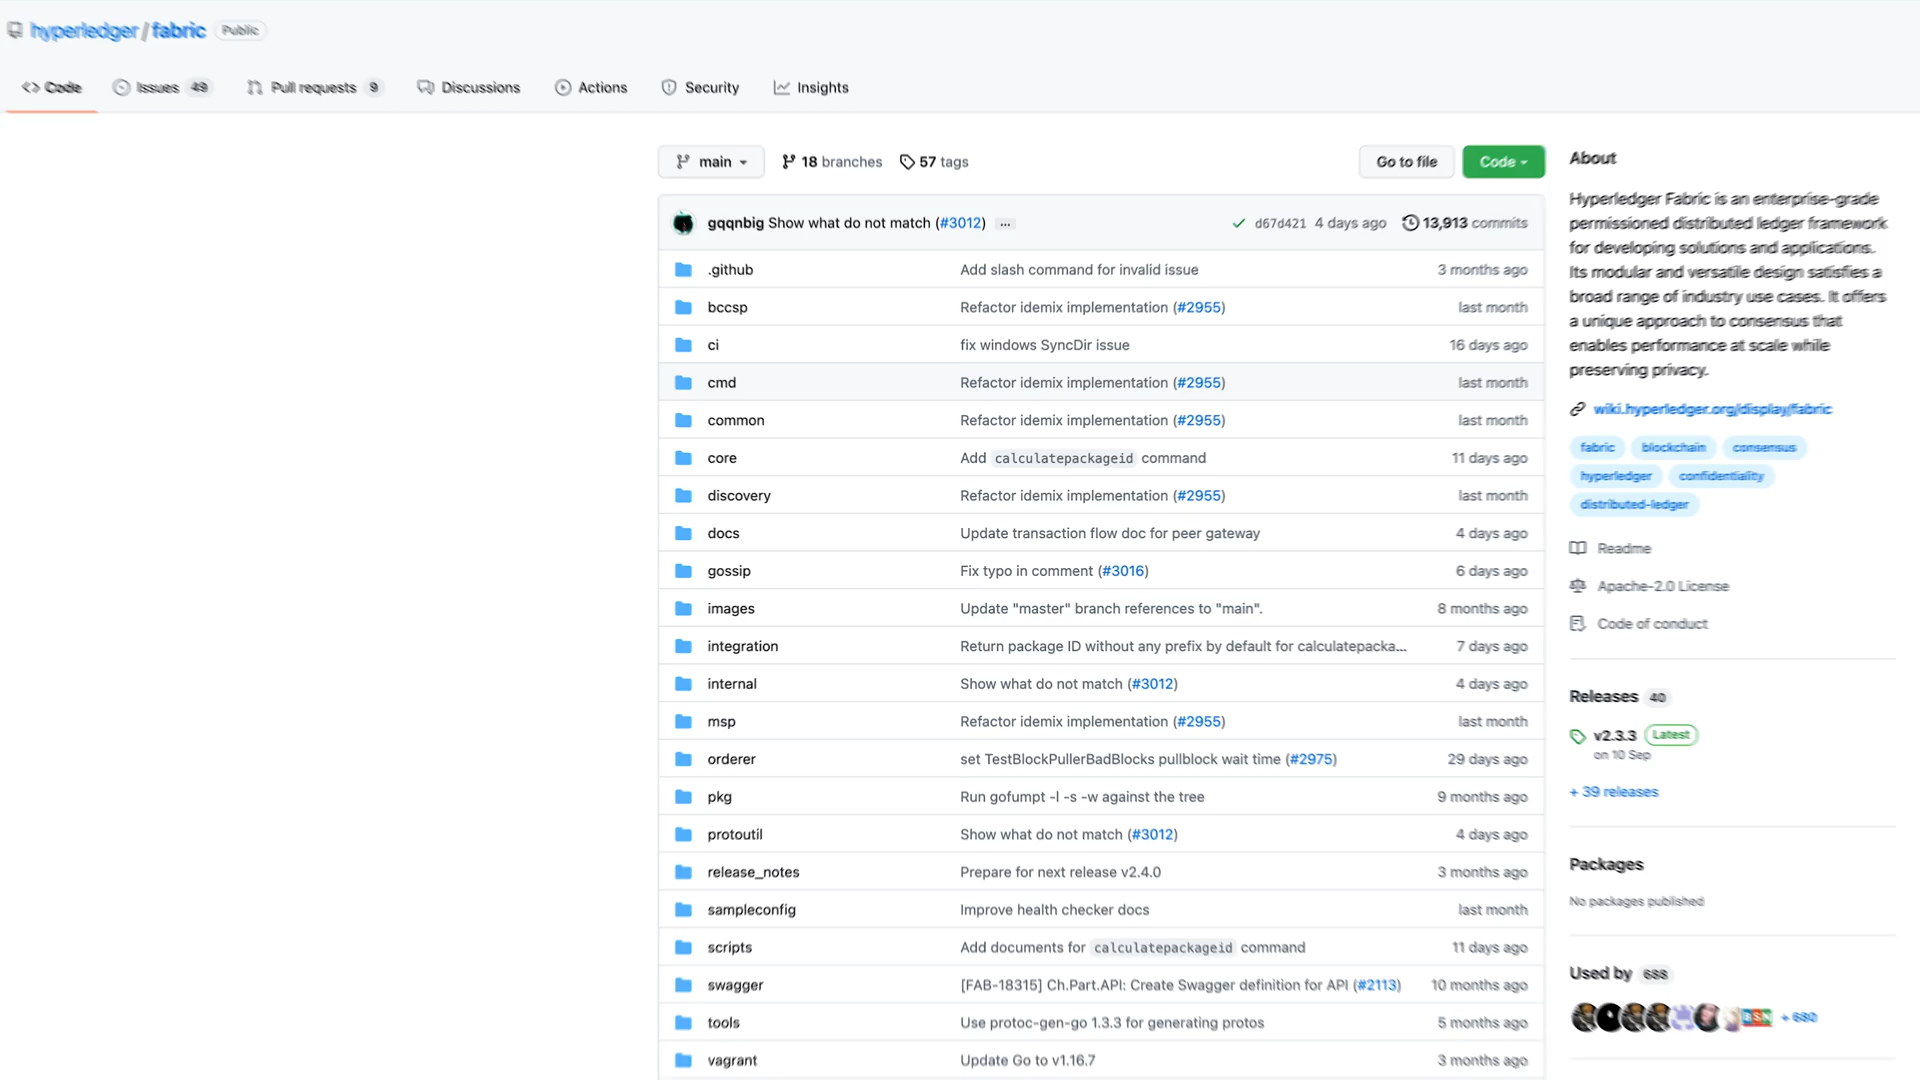 hyperledger / fabric Public
Code Issues 49 Pull requests 9 Discussions Actions Security Insights
main 18 branches 57 tags Go to file Code
gqqnbig Show what do not match (#3012) ... d67d421 4 days ago 13,913 commits
.github Add slash command for invalid issue 3 months ago
bccsp Refactor idemix implementation (#2955) last month
ci fix windows SyncDir issue 16 days ago
cmd Refactor idemix implementation (#2955) last month
common Refactor idemix implementation (#2955) last month
core Add calculatepackageid command 11 days ago
discovery Refactor idemix implementation (#2955) last month
docs Update transaction flow doc for peer gateway 4 days ago
gossip Fix typo in comment (#3016) 6 days ago
images Update "master" branch references to "main". 8 months ago
integration Return package ID without any prefix by default for calculatepacka... 7 days ago
internal Show what do not match (#3012) 4 days ago
msp Refactor idemix implementation (#2955) last month
orderer set TestBlockPullerBadBlocks pullblock wait time (#2975) 29 days ago
pkg Run gofumpt -l -s -w against the tree 9 months ago
protoutil Show what do not match (#3012) 4 days ago
release_notes Prepare for next release v2.4.0 3 months ago
sampleconfig Improve health checker docs last month
scripts Add documents for calculatepackageid command 11 days ago
swagger [FAB-18315] Ch.Part.API: Create Swagger definition for API (#2113) 10 months ago
tools Use protoc-gen-go 1.3.3 for generating protos 5 months ago
vagrant Update Go to v1.16.7 3 months ago
About
Hyperledger Fabric is an enterprise-grade
permissioned distributed ledger framework
for developing solutions and applications.
Its modular and versatile design satisfies a
broad range of industry use cases. It offers
a unique approach to consensus that
enables performance at scale while
preserving privacy.
wiki.hyperledger.org/display/fabric
fabric blockchain consensus
hyperledger confidentiality
distributed-ledger
Readme
Apache-2.0 License
Code of conduct
Releases 40
v2.3.3 Latest
on 10 Sep
+ 39 releases
Packages
No packages published
Used by 688
BSN + 680